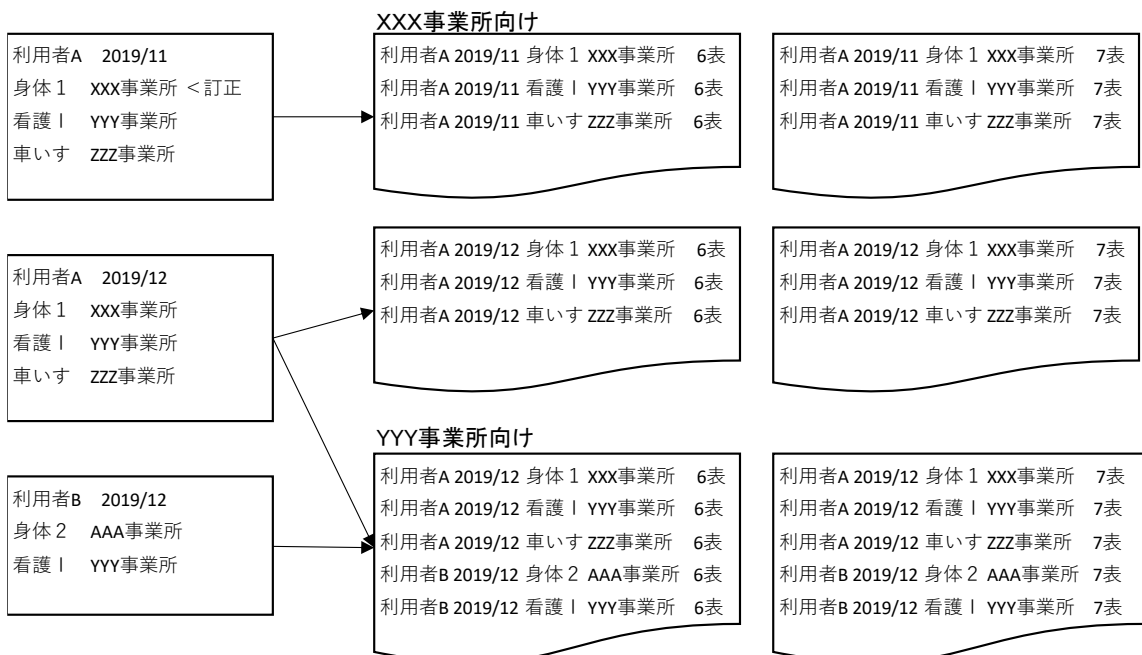 利用者A 2019/11
身体1 XXX事業所 <訂正
看護Ⅰ YYY事業所
車いす ZZZ事業所
利用者A 2019/12
身体1 XXX事業所
看護Ⅰ YYY事業所
車いす ZZZ事業所
利用者B 2019/12
身体2 AAA事業所
看護Ⅰ YYY事業所
XXX事業所向け
利用者A 2019/11 身体1 XXX事業所 6表
利用者A 2019/11 看護Ⅰ YYY事業所 6表
利用者A 2019/11 車いす ZZZ事業所 6表
利用者A 2019/11 身体1 XXX事業所 7表
利用者A 2019/11 看護Ⅰ YYY事業所 7表
利用者A 2019/11 車いす ZZZ事業所 7表
利用者A 2019/12 身体1 XXX事業所 6表
利用者A 2019/12 看護Ⅰ YYY事業所 6表
利用者A 2019/12 車いす ZZZ事業所 6表
利用者A 2019/12 身体1 XXX事業所 7表
利用者A 2019/12 看護Ⅰ YYY事業所 7表
利用者A 2019/12 車いす ZZZ事業所 7表
YYY事業所向け
利用者A 2019/12 身体1 XXX事業所 6表
利用者A 2019/12 看護Ⅰ YYY事業所 6表
利用者A 2019/12 車いす ZZZ事業所 6表
利用者B 2019/12 身体2 AAA事業所 6表
利用者B 2019/12 看護Ⅰ YYY事業所 6表
利用者A 2019/12 身体1 XXX事業所 7表
利用者A 2019/12 看護Ⅰ YYY事業所 7表
利用者A 2019/12 車いす ZZZ事業所 7表
利用者B 2019/12 身体2 AAA事業所 7表
利用者B 2019/12 看護Ⅰ YYY事業所 7表